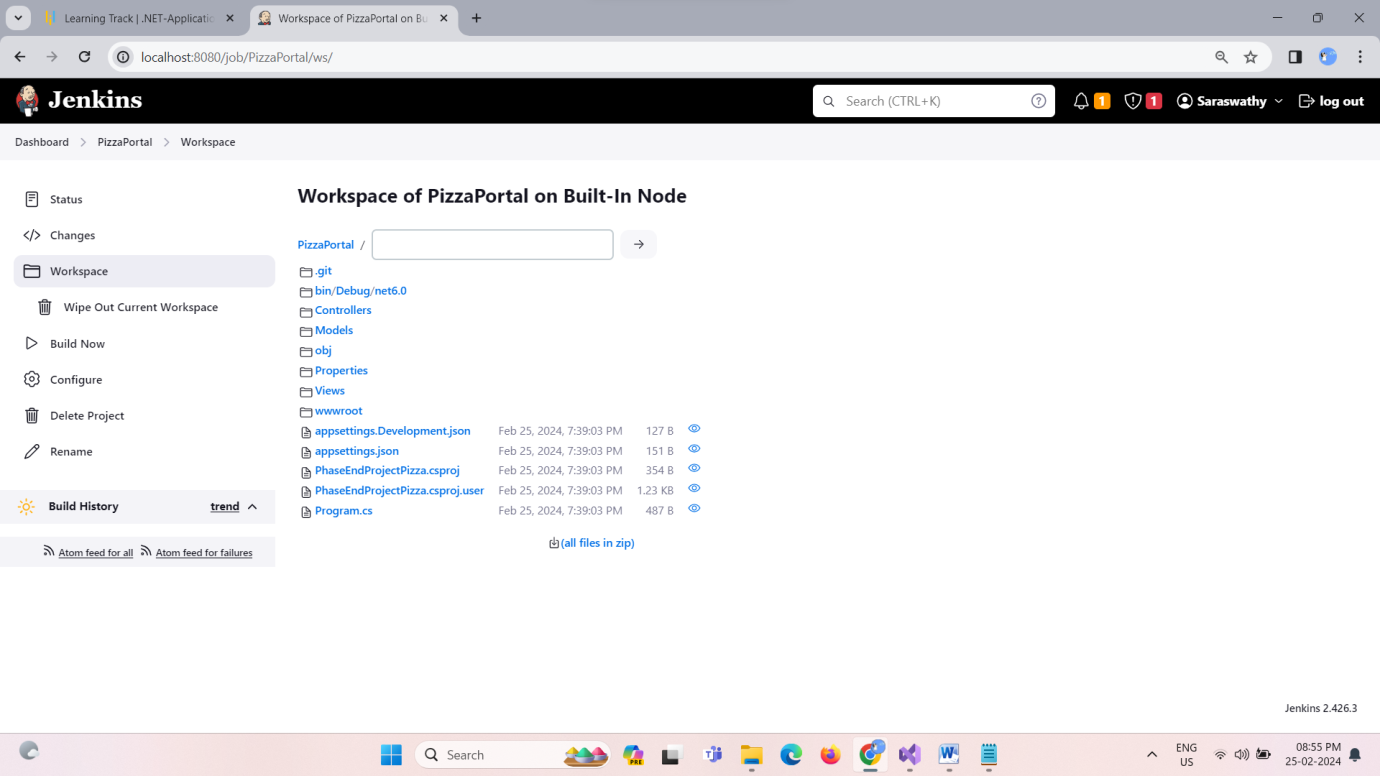 Learning Track | .NET-Applicatio
Workspace of PizzaPortal on Bu
localhost:8080/job/PizzaPortal/ws/
Jenkins
Search (CTRL+K)
1
1
Saraswathy
log out
Dashboard
PizzaPortal
Workspace
Status
Changes
Workspace
Wipe Out Current Workspace
Build Now
Configure
Delete Project
Rename
Build History
trend
Atom feed for all
Atom feed for failures
Workspace of PizzaPortal on Built-In Node
PizzaPortal /
.git
bin/Debug/net6.0
Controllers
Models
obj
Properties
Views
wwwroot
appsettings.Development.json Feb 25, 2024, 7:39:03 PM 127 B
appsettings.json Feb 25, 2024, 7:39:03 PM 151 B
PhaseEndProjectPizza.csproj Feb 25, 2024, 7:39:03 PM 354 B
PhaseEndProjectPizza.csproj.user Feb 25, 2024, 7:39:03 PM 1.23 KB
Program.cs Feb 25, 2024, 7:39:03 PM 487 B
(all files in zip)
Jenkins 2.426.3
Search
PRE
ENG
US
08:55 PM
25-02-2024